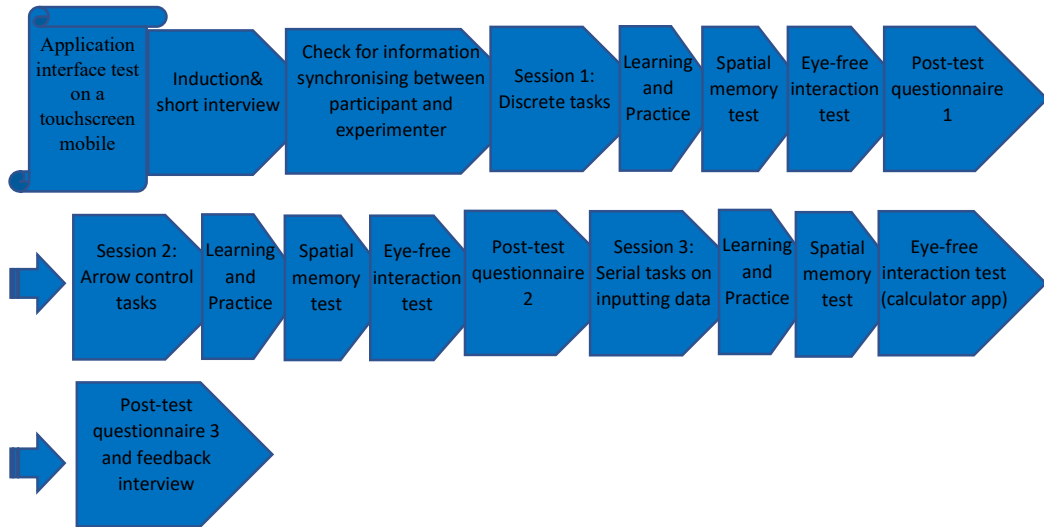 Application
interface test
on a
touchscreen
mobile
Induction&
short interview
Check for information
synchronising between
participant and
experimenter
Session 1:
Discrete tasks
Learning
and
Practice
Spatial
memory
test
Eye-free
interaction
test
Post-test
questionnaire
1
Session 2:
Arrow control
tasks
Learning
and
Practice
Spatial
memory
test
Eye-free
interaction
test
Post-test
questionnaire
2
Session 3:
Serial tasks on
inputting data
Learning
and
Practice
Spatial
memory
test
Eye-free
interaction test
(calculator app)
Post-test
questionnaire 3
and feedback
interview